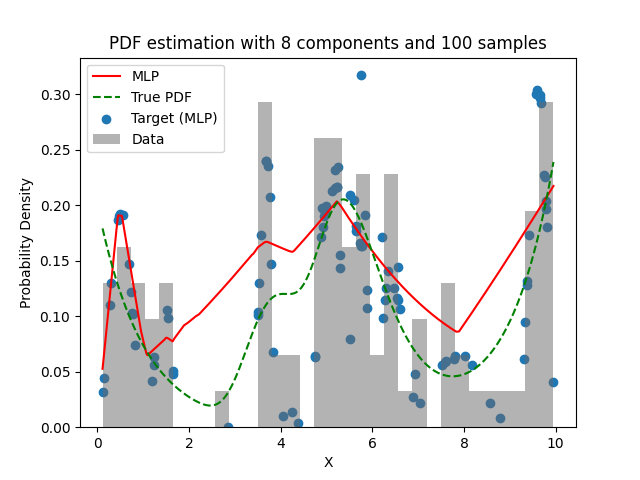 PDF estimation with 8 components and 100 samples
MLP
True PDF
Target (MLP)
Data
Probability Density
0.30
0.25
0.20
0.15
0.10
0.05
0.00
0 2 4 6 8 10
X